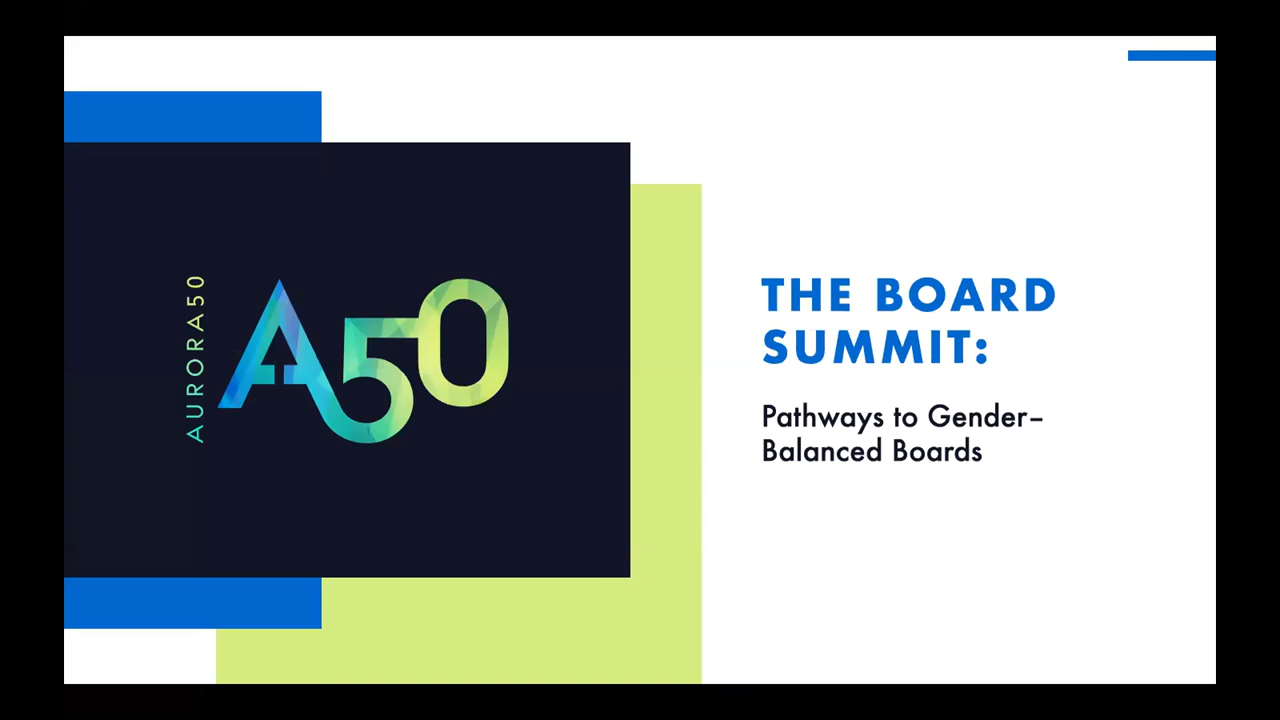 AURORA50
A50
THE BOARD
SUMMIT:
Pathways to Gender–
Balanced Boards